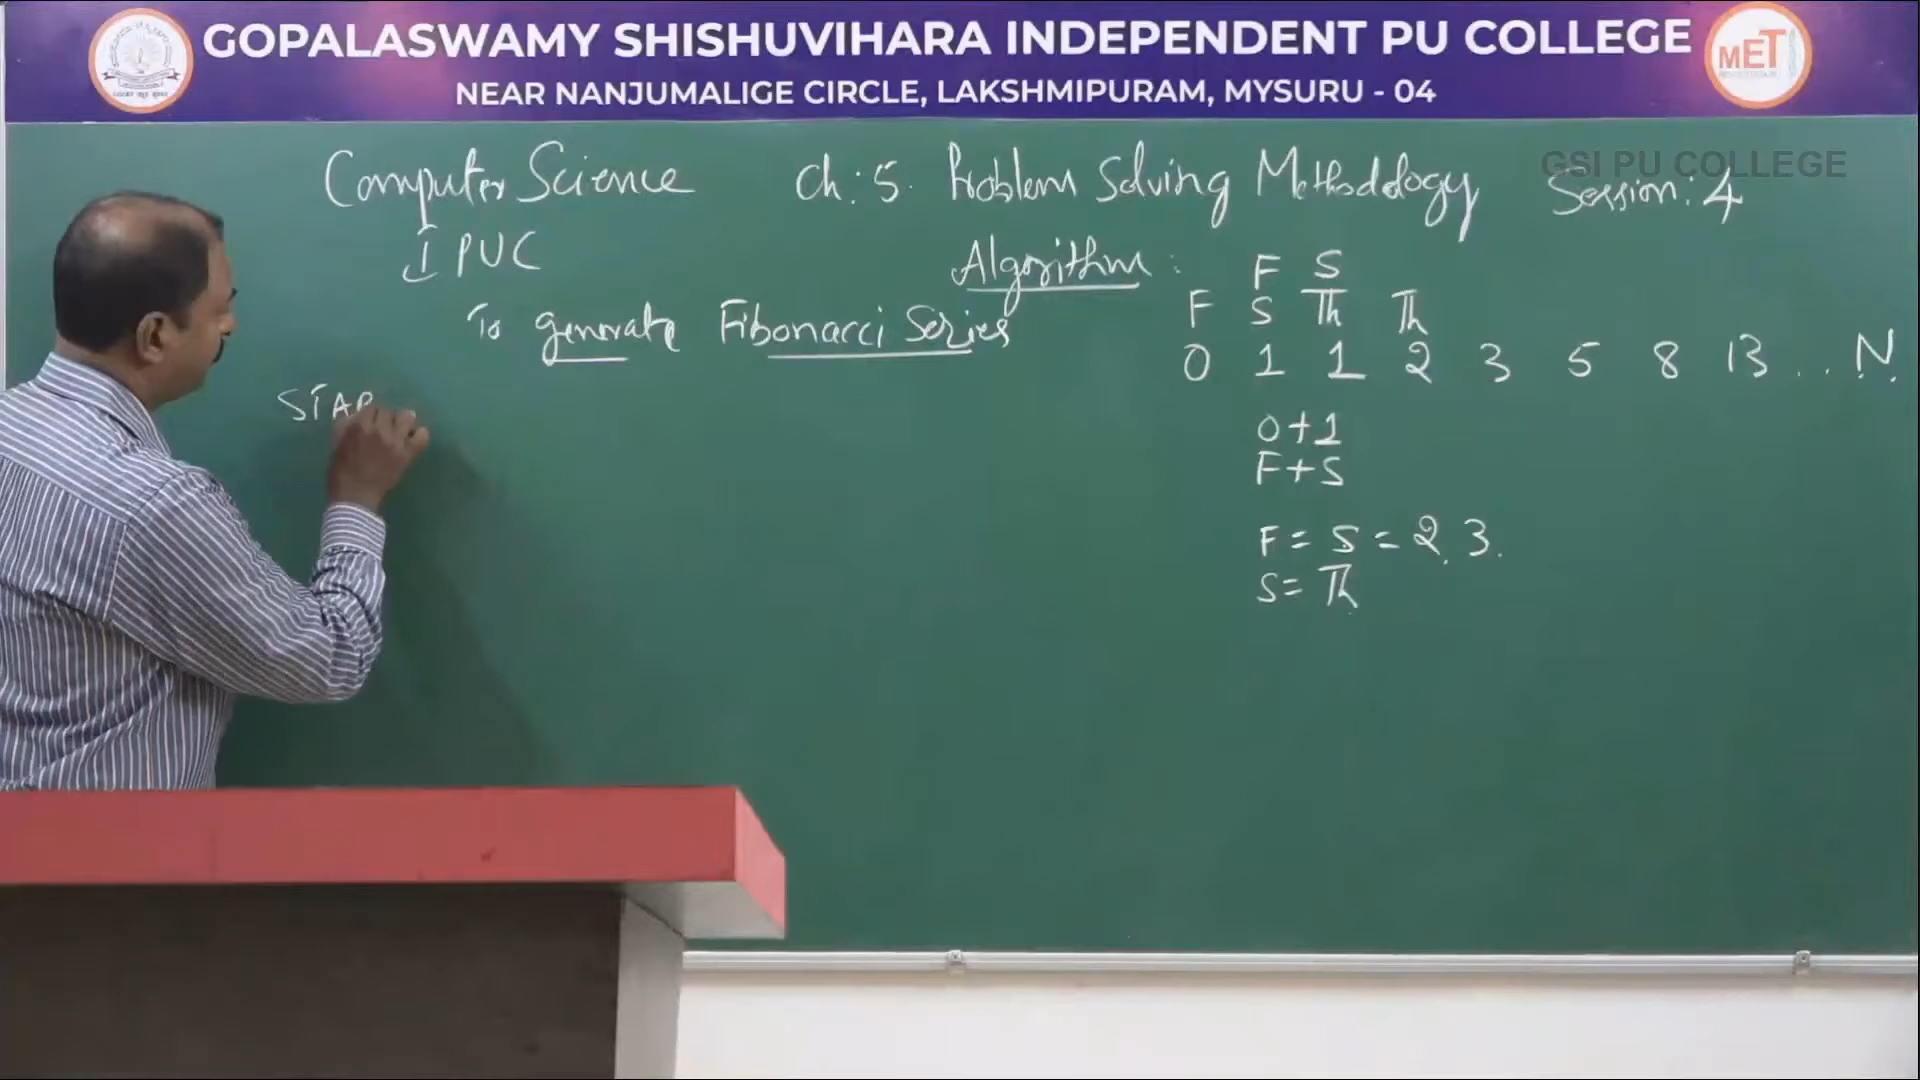 GOPALASWAMY SHISHUVIHARA INDEPENDENT PU COLLEGE
NEAR NANJUMALIGE CIRCLE, LAKSHMIPURAM, MYSURU - 04
MET
GSI PU COLLEGE
Computer Science Ch: 5. Problem Solving Methodology Session: 4
I PUC
Algorithm:
To generate Fibonacci Series
F S
F S Th Th
0 1 1 2 3 5 8 13 . . N.
0+1
F+S
F = S = 2, 3.
S = Th
STAR